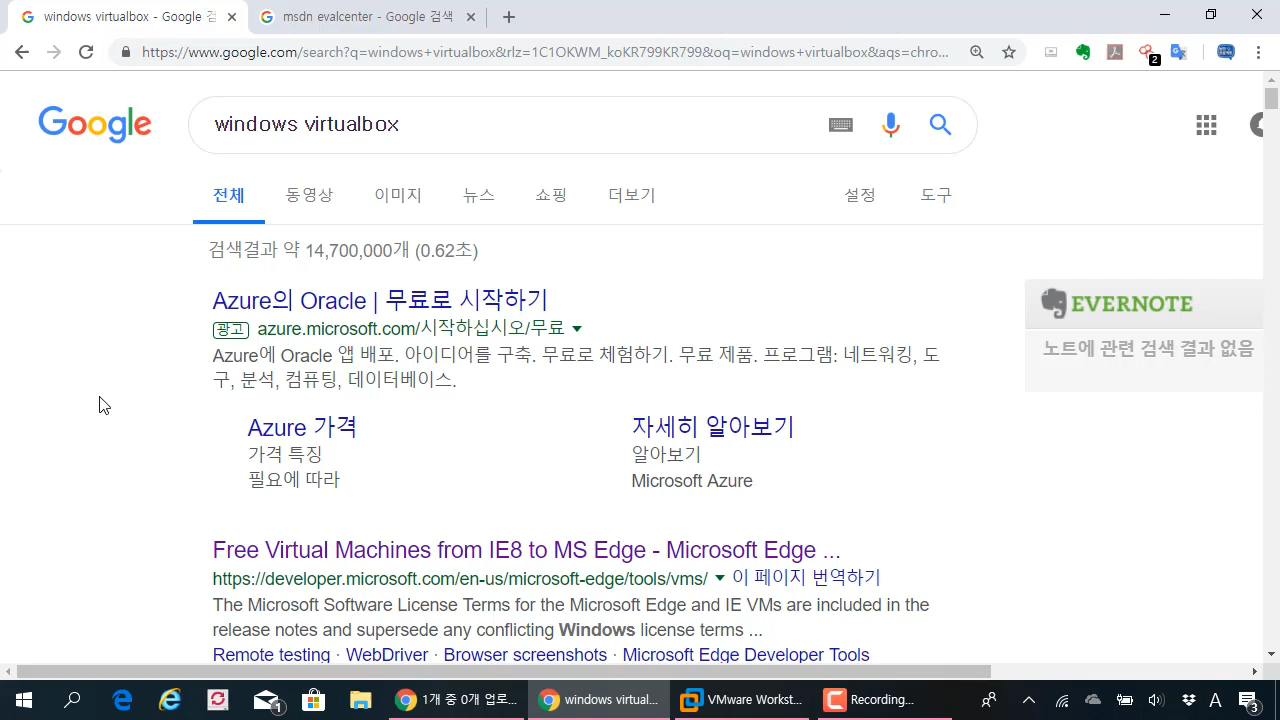 windows virtualbox - Google 검
msdn evalcenter - Google 검색
https://www.google.com/search?q=windows+virtualbox&rlz=1C1OKWM_koKR799KR799&oq=windows+virtualbox&aqs=chro...
2
Google
windows virtualbox
전체 동영상 이미지 뉴스 쇼핑 더보기 설정 도구
검색결과 약 14,700,000개 (0.62초)
Azure의 Oracle | 무료로 시작하기
광고 azure.microsoft.com/시작하십시오/무료
Azure에 Oracle 앱 배포. 아이디어를 구축. 무료로 체험하기. 무료 제품. 프로그램: 네트워킹, 도
구, 분석, 컴퓨팅, 데이터베이스.
Azure 가격
가격 특징
필요에 따라
자세히 알아보기
알아보기
Microsoft Azure
EVERNOTE
노트에 관련 검색 결과 없음
Free Virtual Machines from IE8 to MS Edge - Microsoft Edge ...
https://developer.microsoft.com/en-us/microsoft-edge/tools/vms/ 이 페이지 번역하기
The Microsoft Software License Terms for the Microsoft Edge and IE VMs are included in the
release notes and supersede any conflicting Windows license terms ...
Remote testing · WebDriver · Browser screenshots · Microsoft Edge Developer Tools
1
1개 중 0개 업로...
windows virtual...
VMware Workst...
Recording...
A
3